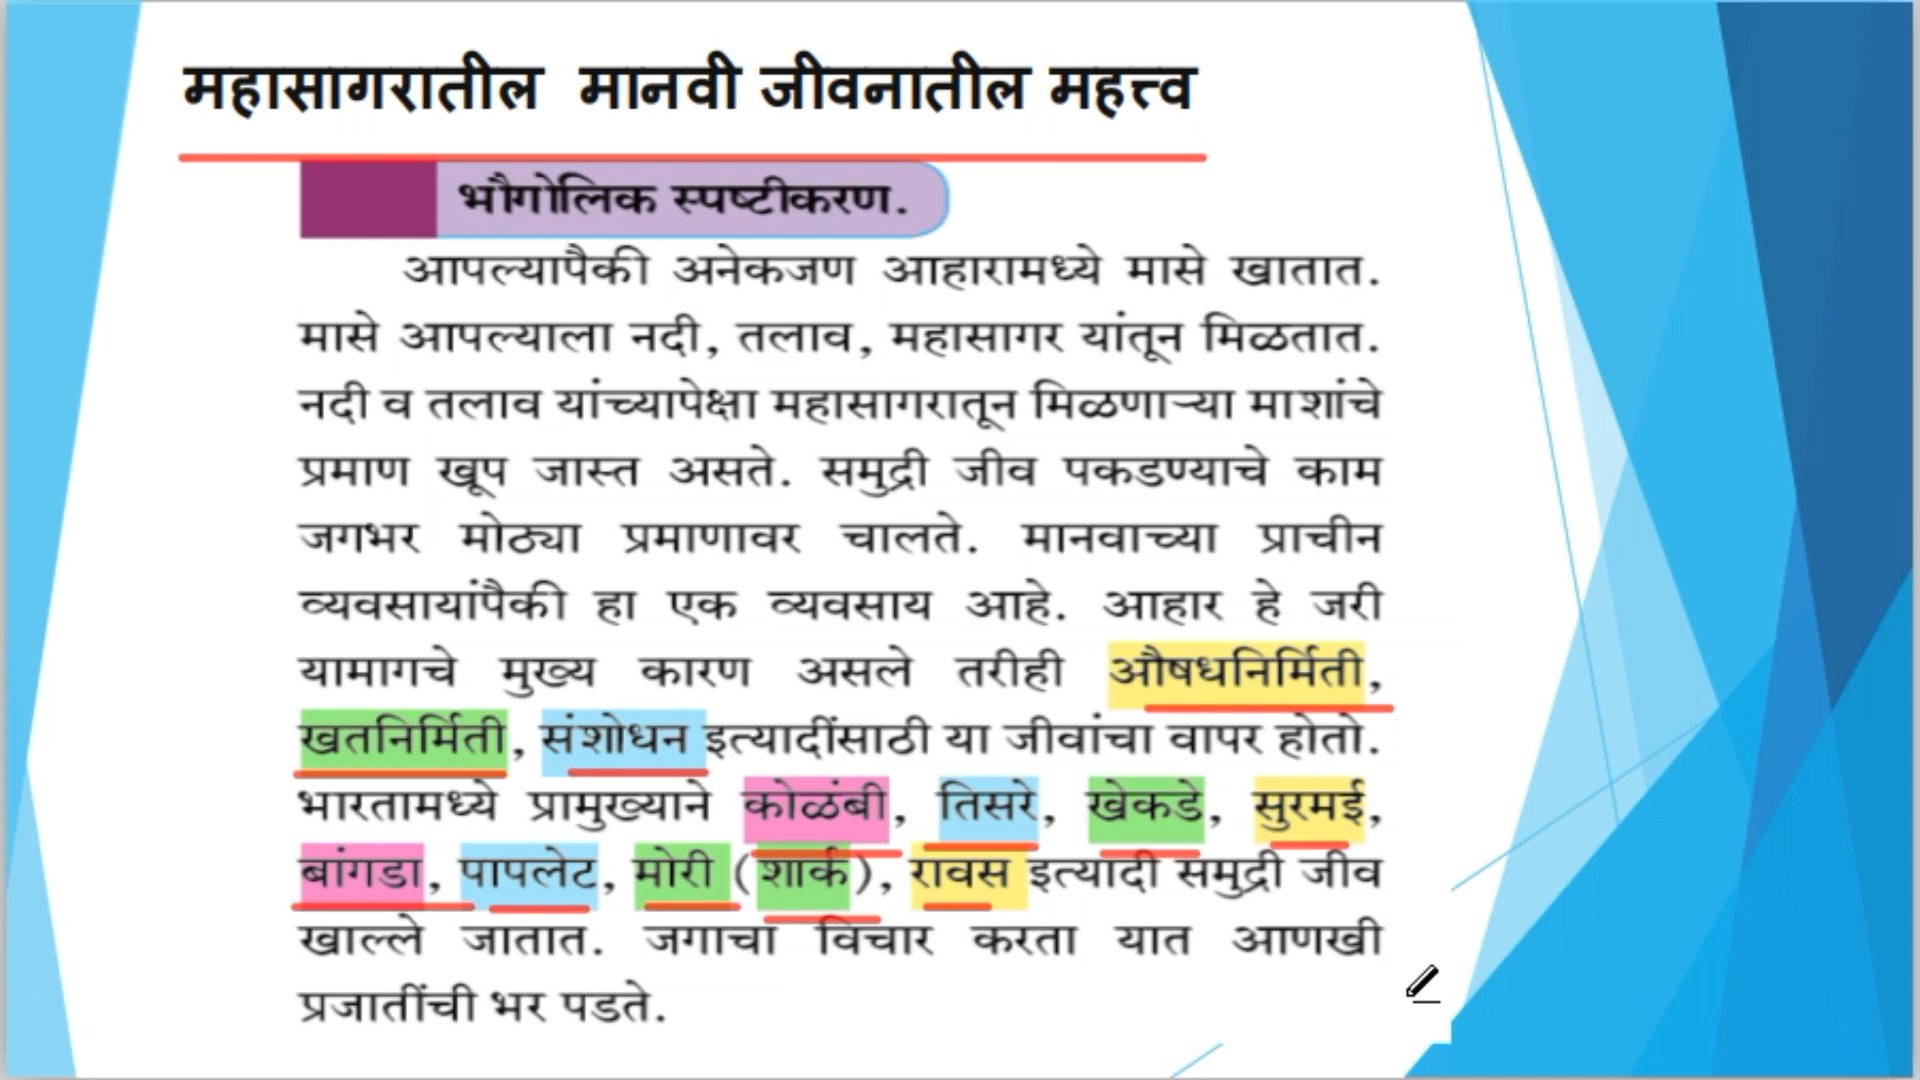 महासागरातील मानवी जीवनातील महत्त्व
भौगोलिक स्पष्टीकरण.
आपल्यापैकी अनेकजण आहारामध्ये मासे खातात.
मासे आपल्याला नदी, तलाव, महासागर यांतून मिळतात.
नदी व तलाव यांच्यापेक्षा महासागरातून मिळणाऱ्या माशांचे
प्रमाण खूप जास्त असते. समुद्री जीव पकडण्याचे काम
जगभर मोठ्या प्रमाणावर चालते. मानवाच्या प्राचीन
व्यवसायांपैकी हा एक व्यवसाय आहे. आहार हे जरी
यामागचे मुख्य कारण असले तरीही औषधनिर्मिती,
खतनिर्मिती, संशोधन इत्यादींसाठी या जीवांचा वापर होतो.
भारतामध्ये प्रामुख्याने कोळंबी, तिसरे, खेकडे, सुरमई,
बांगडा, पापलेट, मोरी (शार्क), रावस इत्यादी समुद्री जीव
खाल्ले जातात. जगाचा विचार करता यात आणखी
प्रजातींची भर पडते.